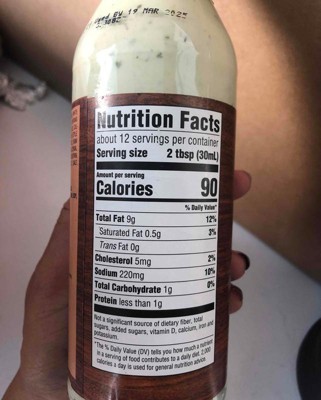 BY 19 MAR 2025
Nutrition Facts
about 12 servings per container
Serving size 2 tbsp (30mL)
Amount per serving
Calories 90
% Daily Value*
Total Fat 9g 12%
Saturated Fat 0.5g 3%
Trans Fat 0g
Cholesterol 5mg 2%
Sodium 220mg 10%
Total Carbohydrate 1g 0%
Protein less than 1g
Not a significant source of dietary fiber, total
sugars, added sugars, vitamin D, calcium, iron and
potassium.
*The % Daily Value (DV) tells you how much a nutrient
in a serving of food contributes to a daily diet. 2,000
calories a day is used for general nutrition advice.